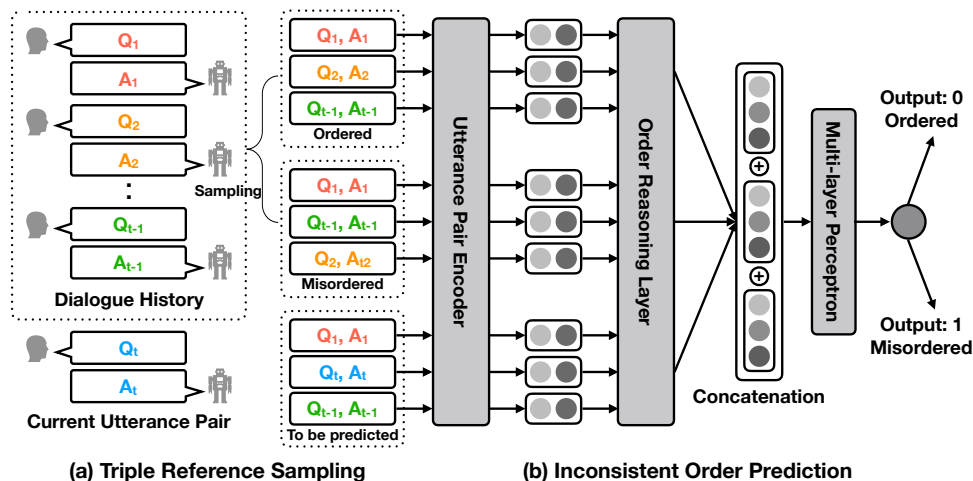 Q1
A1
Q2
A2
Qt-1
At-1
Dialogue History
Qt
At
Current Utterance Pair
Sampling
Q1, A1
Q2, A2
Qt-1, At-1
Ordered
Q1, A1
Qt-1, At-1
Q2, At2
Misordered
Q1, A1
Qt, At
Qt-1, At-1
To be predicted
(a) Triple Reference Sampling
Utterance Pair Encoder
Order Reasoning Layer
Concatenation
Multi-layer Perceptron
Output: 0
Ordered
Output: 1
Misordered
(b) Inconsistent Order Prediction